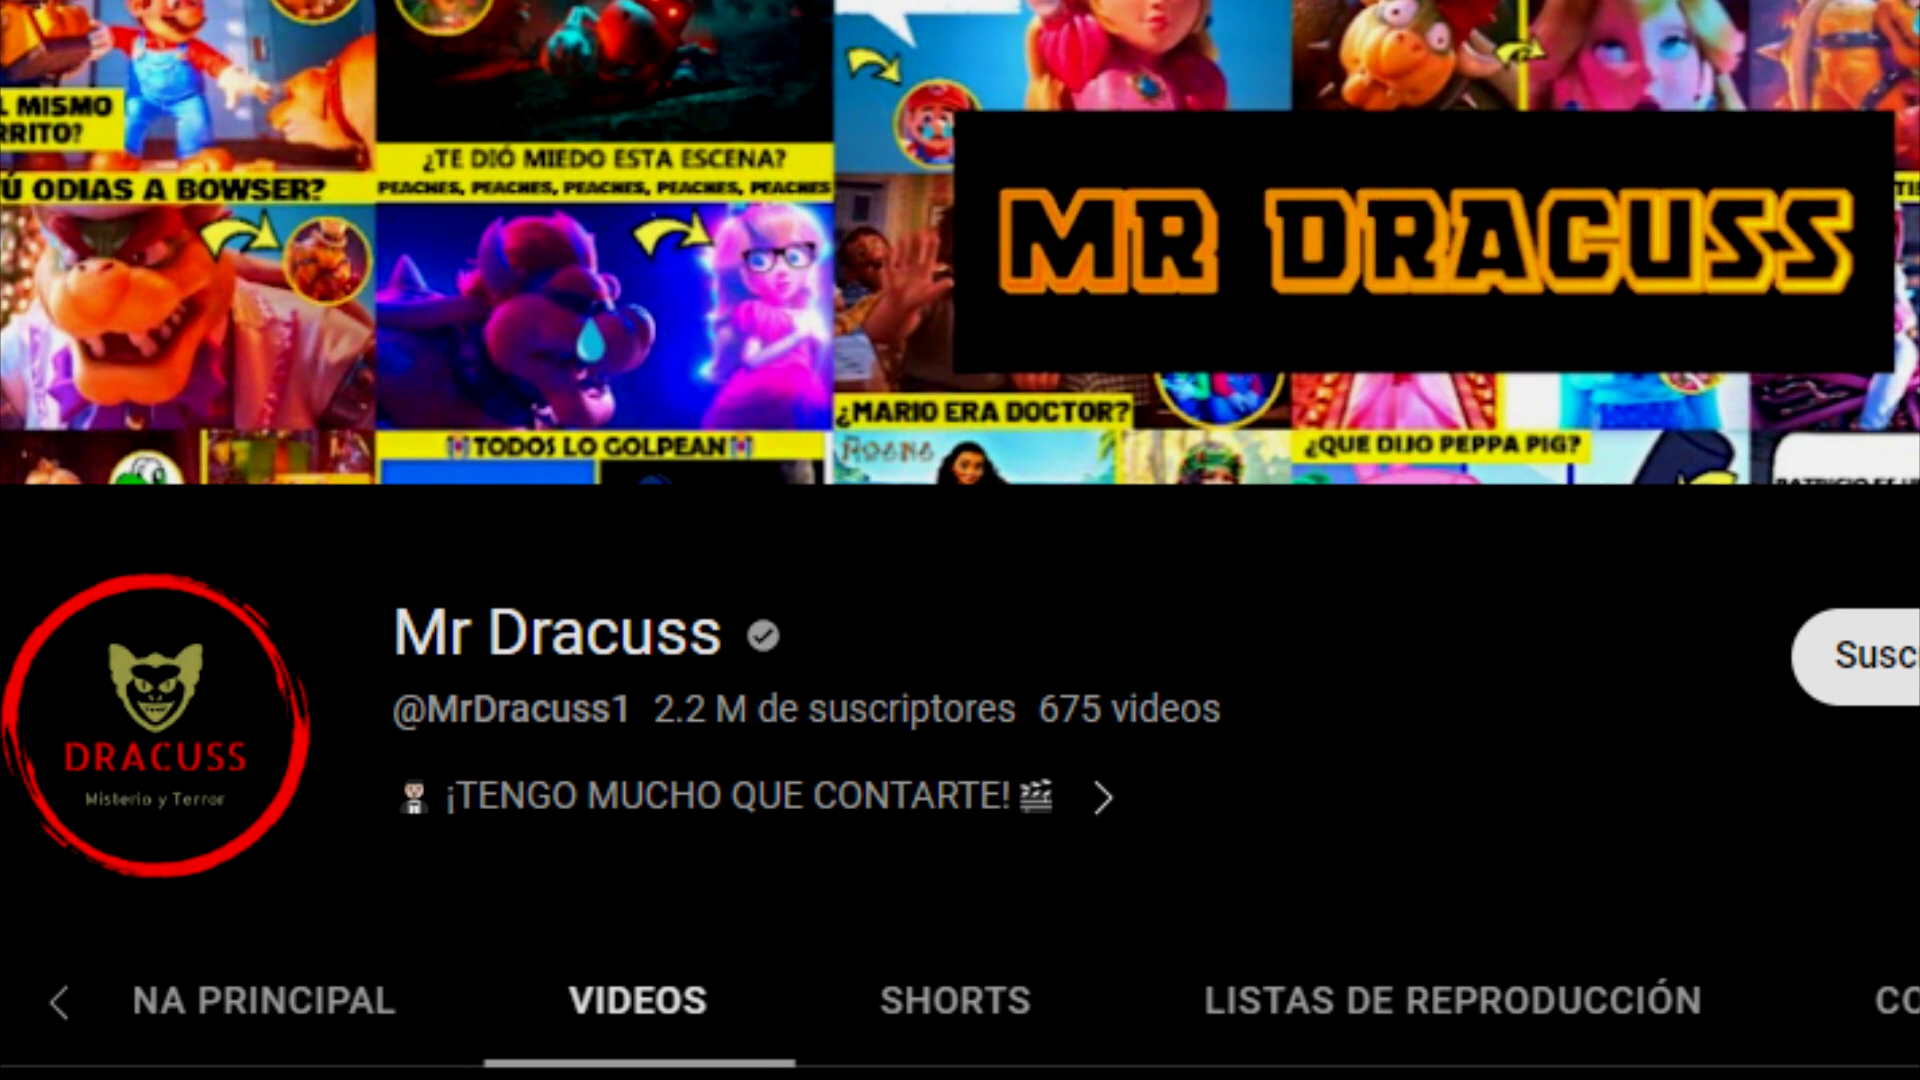 L MISMO
RRITO?
Ú ODIAS A BOWSER?
¿TE DIÓ MIEDO ESTA ESCENA?
PEACHES, PEACHES, PEACHES, PEACHES, PEACHES
MR DRACUSS
¿MARIO ERA DOCTOR?
TODOS LO GOLPEAN
¿QUE DIJO PEPPA PIG?
Mr Dracuss
@MrDracuss1 2.2 M de suscriptores 675 videos
¡TENGO MUCHO QUE CONTARTE!
Susc
DRACUSS
Misterio y Terror
NA PRINCIPAL VIDEOS SHORTS LISTAS DE REPRODUCCIÓN CO